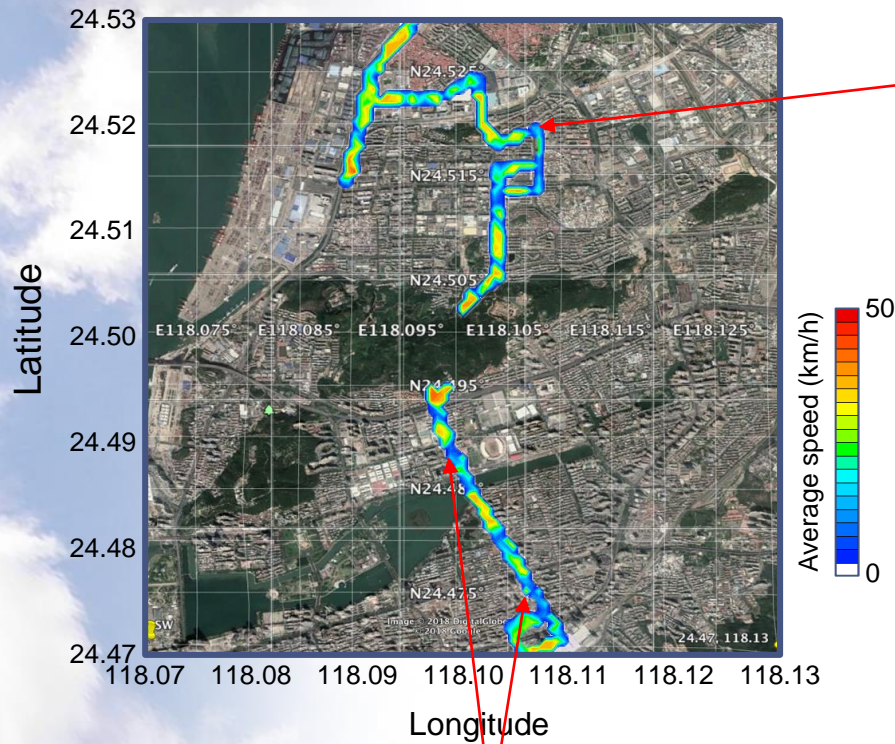 24.53
24.52
24.51
24.50
24.49
24.48
24.47
Latitude
N24.525°
N24.515°
N24.505°
E118.075°
E118.085°
E118.095°
E118.105
E118.115°
E118.125°
N24.495
N24.475°
SW
Image © 2018 DigitalGlobe
© 2018 Google
24.47, 118.13
118.07
118.08
118.09
118.10
118.11
118.12
118.13
Longitude
Average speed (km/h)
50
0